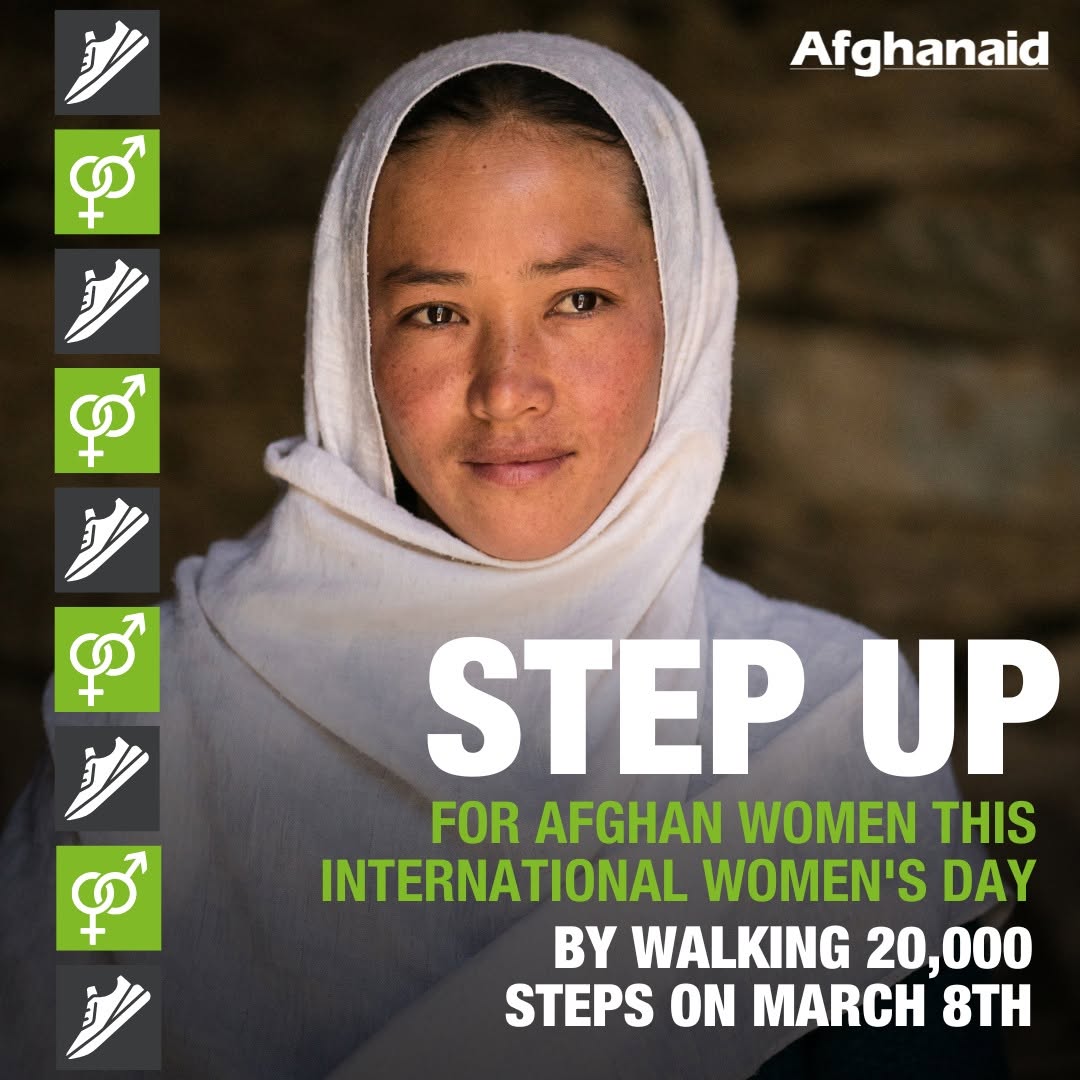 Afghanaid
STEP UP
FOR AFGHAN WOMEN THIS
INTERNATIONAL WOMEN'S DAY
BY WALKING 20,000
STEPS ON MARCH 8TH